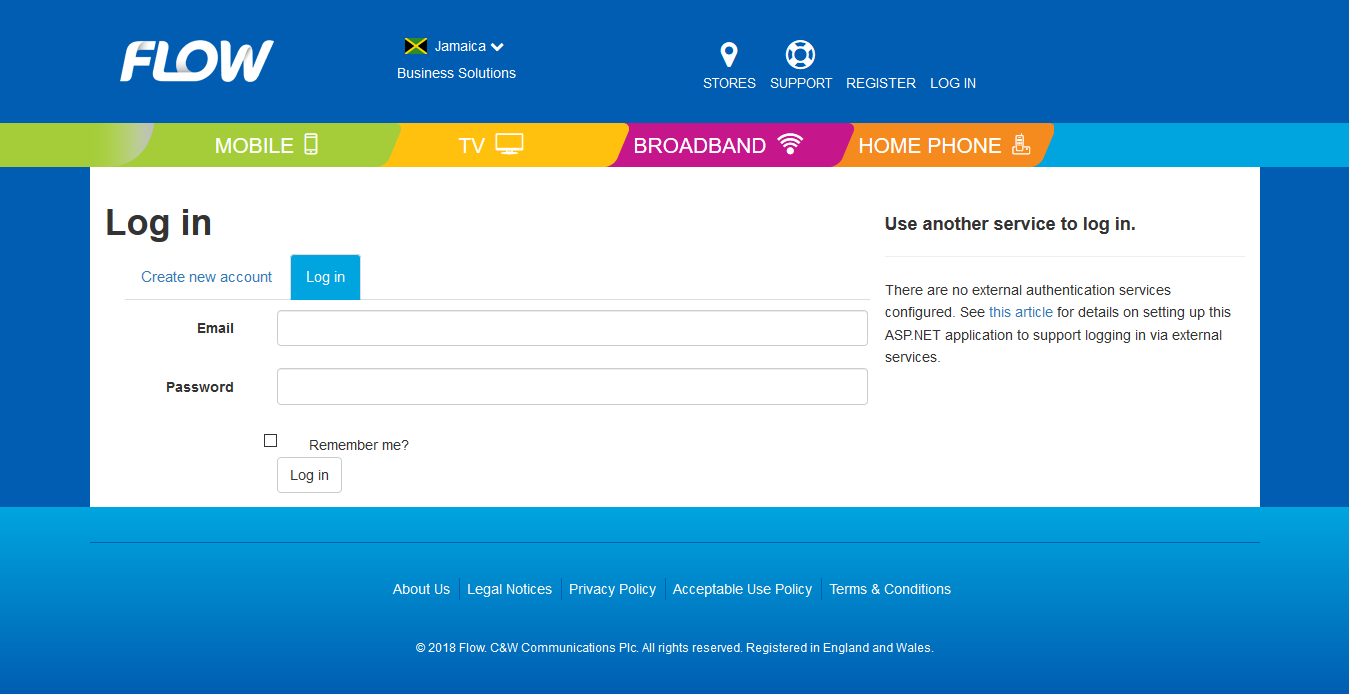 FLOW
Jamaica
Business Solutions
STORES
SUPPORT
REGISTER
LOG IN
MOBILE
TV
BROADBAND
HOME PHONE
Log in
Create new account
Log in
Email
Password
Remember me?
Log in
Use another service to log in.
There are no external authentication services
configured. See this article for details on setting up this
ASP.NET application to support logging in via external
services.
About Us
Legal Notices
Privacy Policy
Acceptable Use Policy
Terms & Conditions
© 2018 Flow. C&W Communications Plc. All rights reserved. Registered in England and Wales.